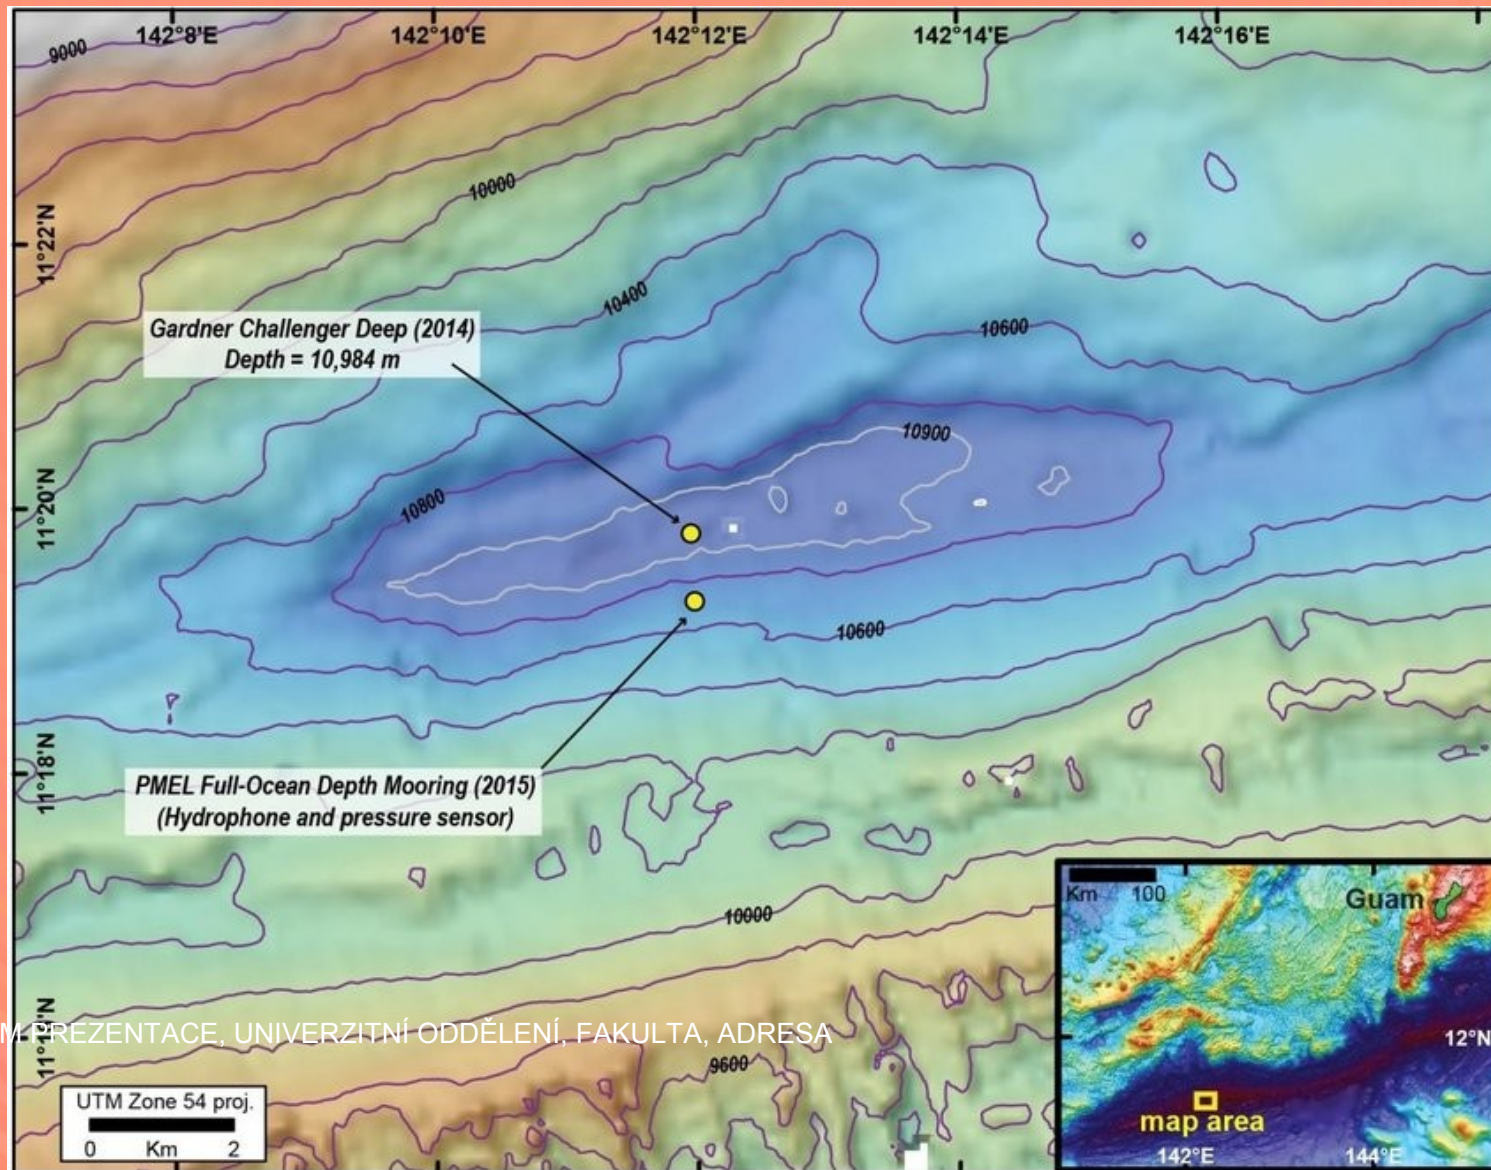 142°8'E 142°10'E 142°12'E 142°14'E 142°16'E
9000
10000
11°22'N
10400
Gardner Challenger Deep (2014)
Depth = 10,984 m
10600
10900
10800
11°20'N
10600
11°18'N
PMEL Full-Ocean Depth Mooring (2015)
(Hydrophone and pressure sensor)
10000
Km 100
Guam
M PREZENTACE, UNIVERZITNÍ ODDĚLENÍ, FAKULTA, ADRESA
12°N
9600
UTM Zone 54 proj.
0 Km 2
map area
142°E 144°E